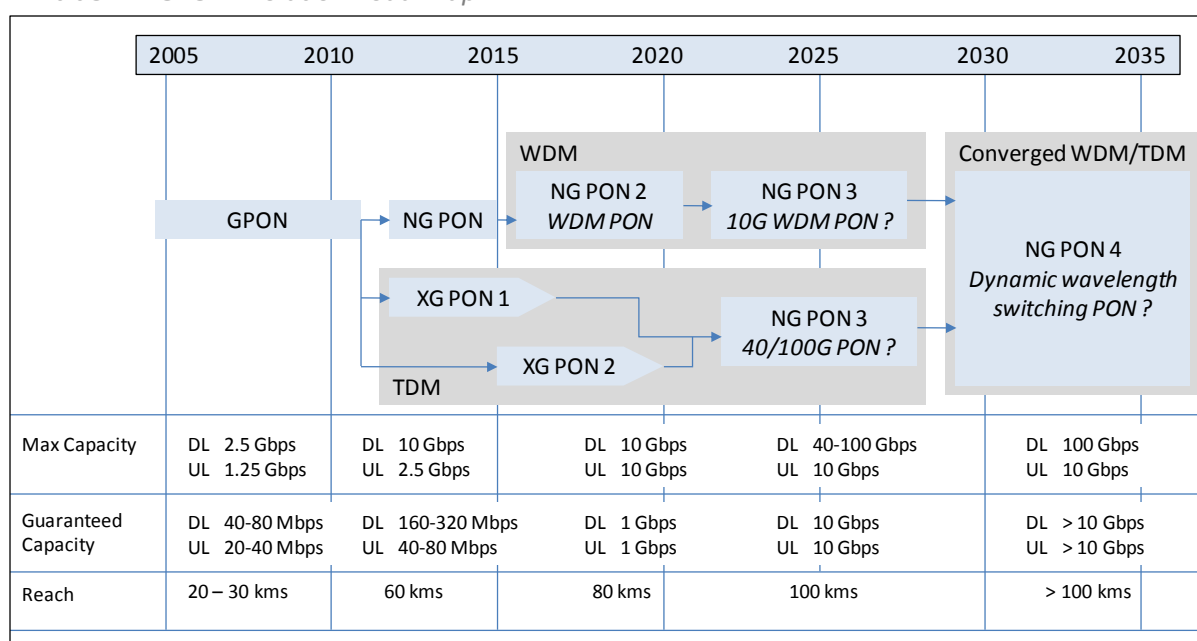 2005 2010 2015 2020 2025 2030 2035
WDM
Converged WDM/TDM
GPON
NG PON
NG PON 2
WDM PON
NG PON 3
10G WDM PON ?
NG PON 4
Dynamic wavelength
switching PON ?
XG PON 1
XG PON 2
NG PON 3
40/100G PON ?
TDM
Max Capacity
DL 2.5 Gbps
UL 1.25 Gbps
DL 10 Gbps
UL 2.5 Gbps
DL 10 Gbps
UL 10 Gbps
DL 40-100 Gbps
UL 10 Gbps
DL 100 Gbps
UL 10 Gbps
Guaranteed
Capacity
DL 40-80 Mbps
UL 20-40 Mbps
DL 160-320 Mbps
UL 40-80 Mbps
DL 1 Gbps
UL 1 Gbps
DL 10 Gbps
UL 10 Gbps
DL > 10 Gbps
UL > 10 Gbps
Reach
20 – 30 kms
60 kms
80 kms
100 kms
> 100 kms